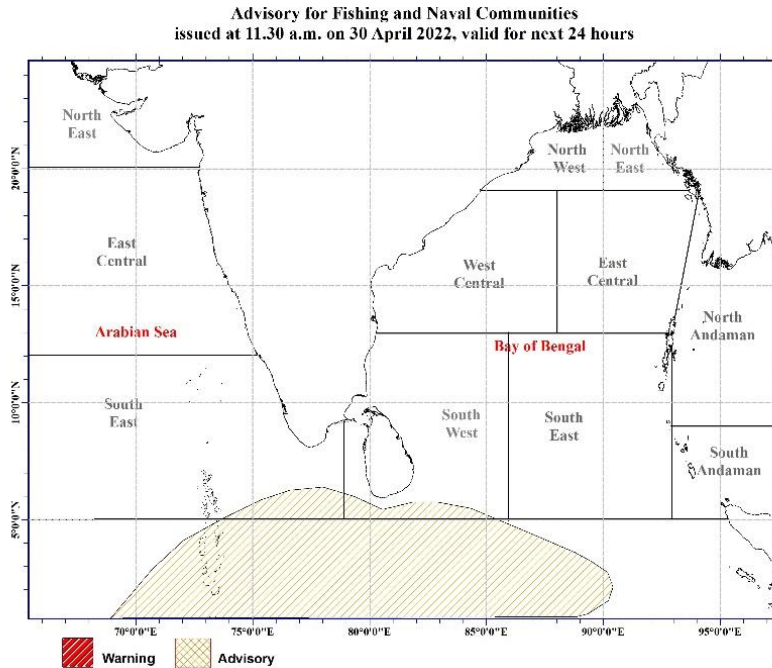 Advisory for Fishing and Naval Communities
issued at 11.30 a.m. on 30 April 2022, valid for next 24 hours
North
East
North
West
North
East
20°0'0"N
East
Central
West
Central
East
Central
15°0'0"N
North
Andaman
Arabian Sea
Bay of Bengal
10°0'0"N
South
East
South
West
South
East
South
Andaman
5°0'0"N
70°0'0"E
75°0'0"E
80°0'0"E
85°0'0"E
90°0'0"E
95°0'0"E
Warning
Advisory